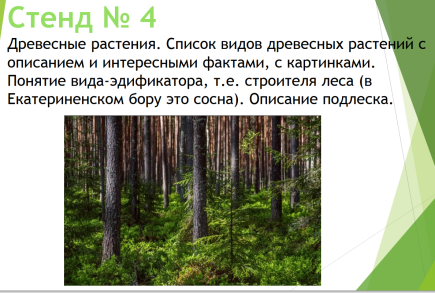 Стенд № 4
Древесные растения. Список видов древесных растений с
описанием и интересными фактами, с картинками.
Понятие вида-эдификатора, т.е. строителя леса (в
Екатериненском бору это сосна). Описание подлеска.